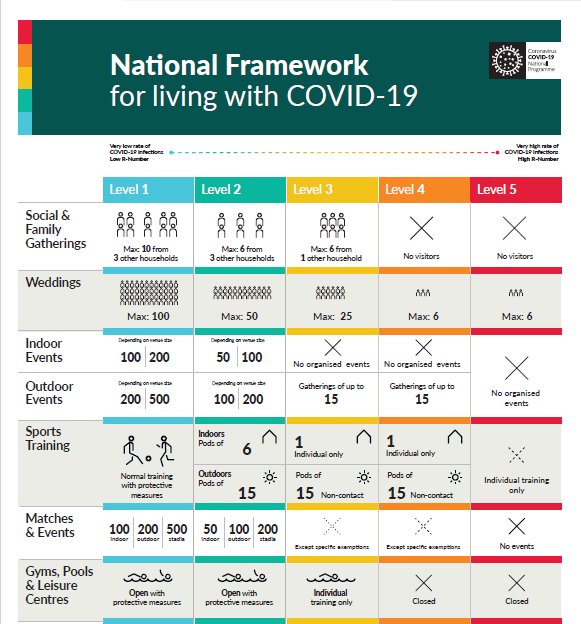 National Framework
for living with COVID-19
Coronavirus
COVID-19
National
Programme
Very low rate of
COVID-19 Infections
Low R-Number
Very high rate of
COVID-19 Infections
High R-Number
Level 1 Level 2 Level 3 Level 4 Level 5
Social &
Family
Gatherings
Max: 10 from
3 other households
Max: 6 from
3 other households
Max: 6 from
1 other household
No visitors
No visitors
Weddings
Max: 100
Max: 50
Max: 25
Max: 6
Max: 6
Indoor
Events
Depending on venue size
100 200
Depending on venue size
50 100
No organised events
No organised events
No organised
events
Outdoor
Events
Depending on venue size
200 500
Depending on venue size
100 200
Gatherings of up to
15
Gatherings of up to
15
Sports
Training
Normal training
with protective
measures
Indoors
Pods of
6
Outdoors
Pods of
15
1
Individual only
Pods of
15 Non-contact
1
Individual only
Pods of
15 Non-contact
Individual training
only
Matches
& Events
100 200 500
Indoor outdoor stadia
50 100 200
Indoor outdoor stadia
Except specific exemptions
Except specific exemptions
No events
Gyms, Pools
& Leisure
Centres
Open with
protective measures
Open with
protective measures
Individual
training only
Closed
Closed